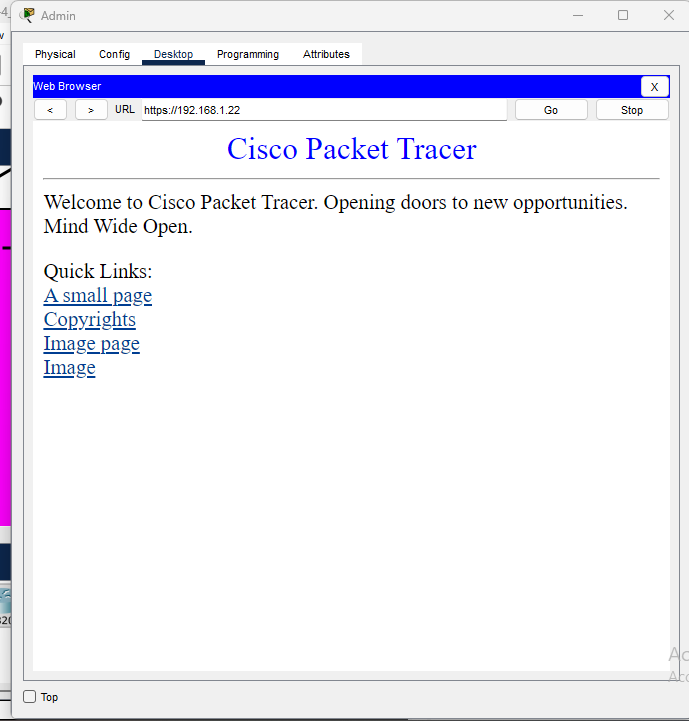 Admin
Physical Config Desktop Programming Attributes
Web Browser X
< > URL https://192.168.1.22 Go Stop
Cisco Packet Tracer
Welcome to Cisco Packet Tracer. Opening doors to new opportunities.
Mind Wide Open.
Quick Links:
A small page
Copyrights
Image page
Image
Top